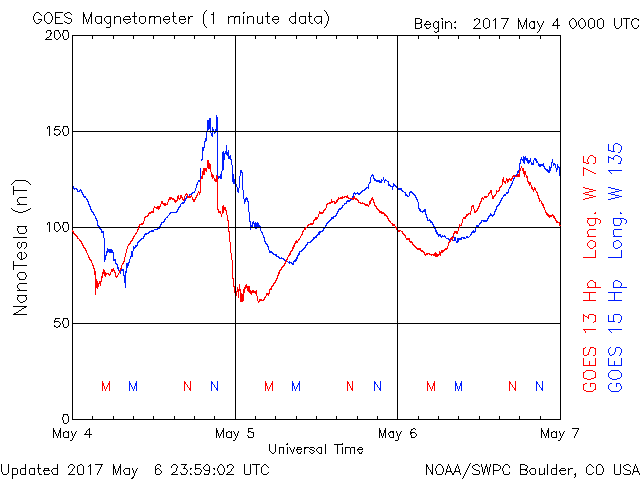 GOES Magnetometer (1 minute data)
Begin: 2017 May 4 0000 UTC
200
150
100
50
0
NanoTesla (nT)
M M N N M M N N M M N N
May 4 May 5 May 6 May 7
Universal Time
GOES 13 Hp Long. W 75
GOES 15 Hp Long. W 135
Updated 2017 May 6 23:59:02 UTC
NOAA/SWPC Boulder, CO USA